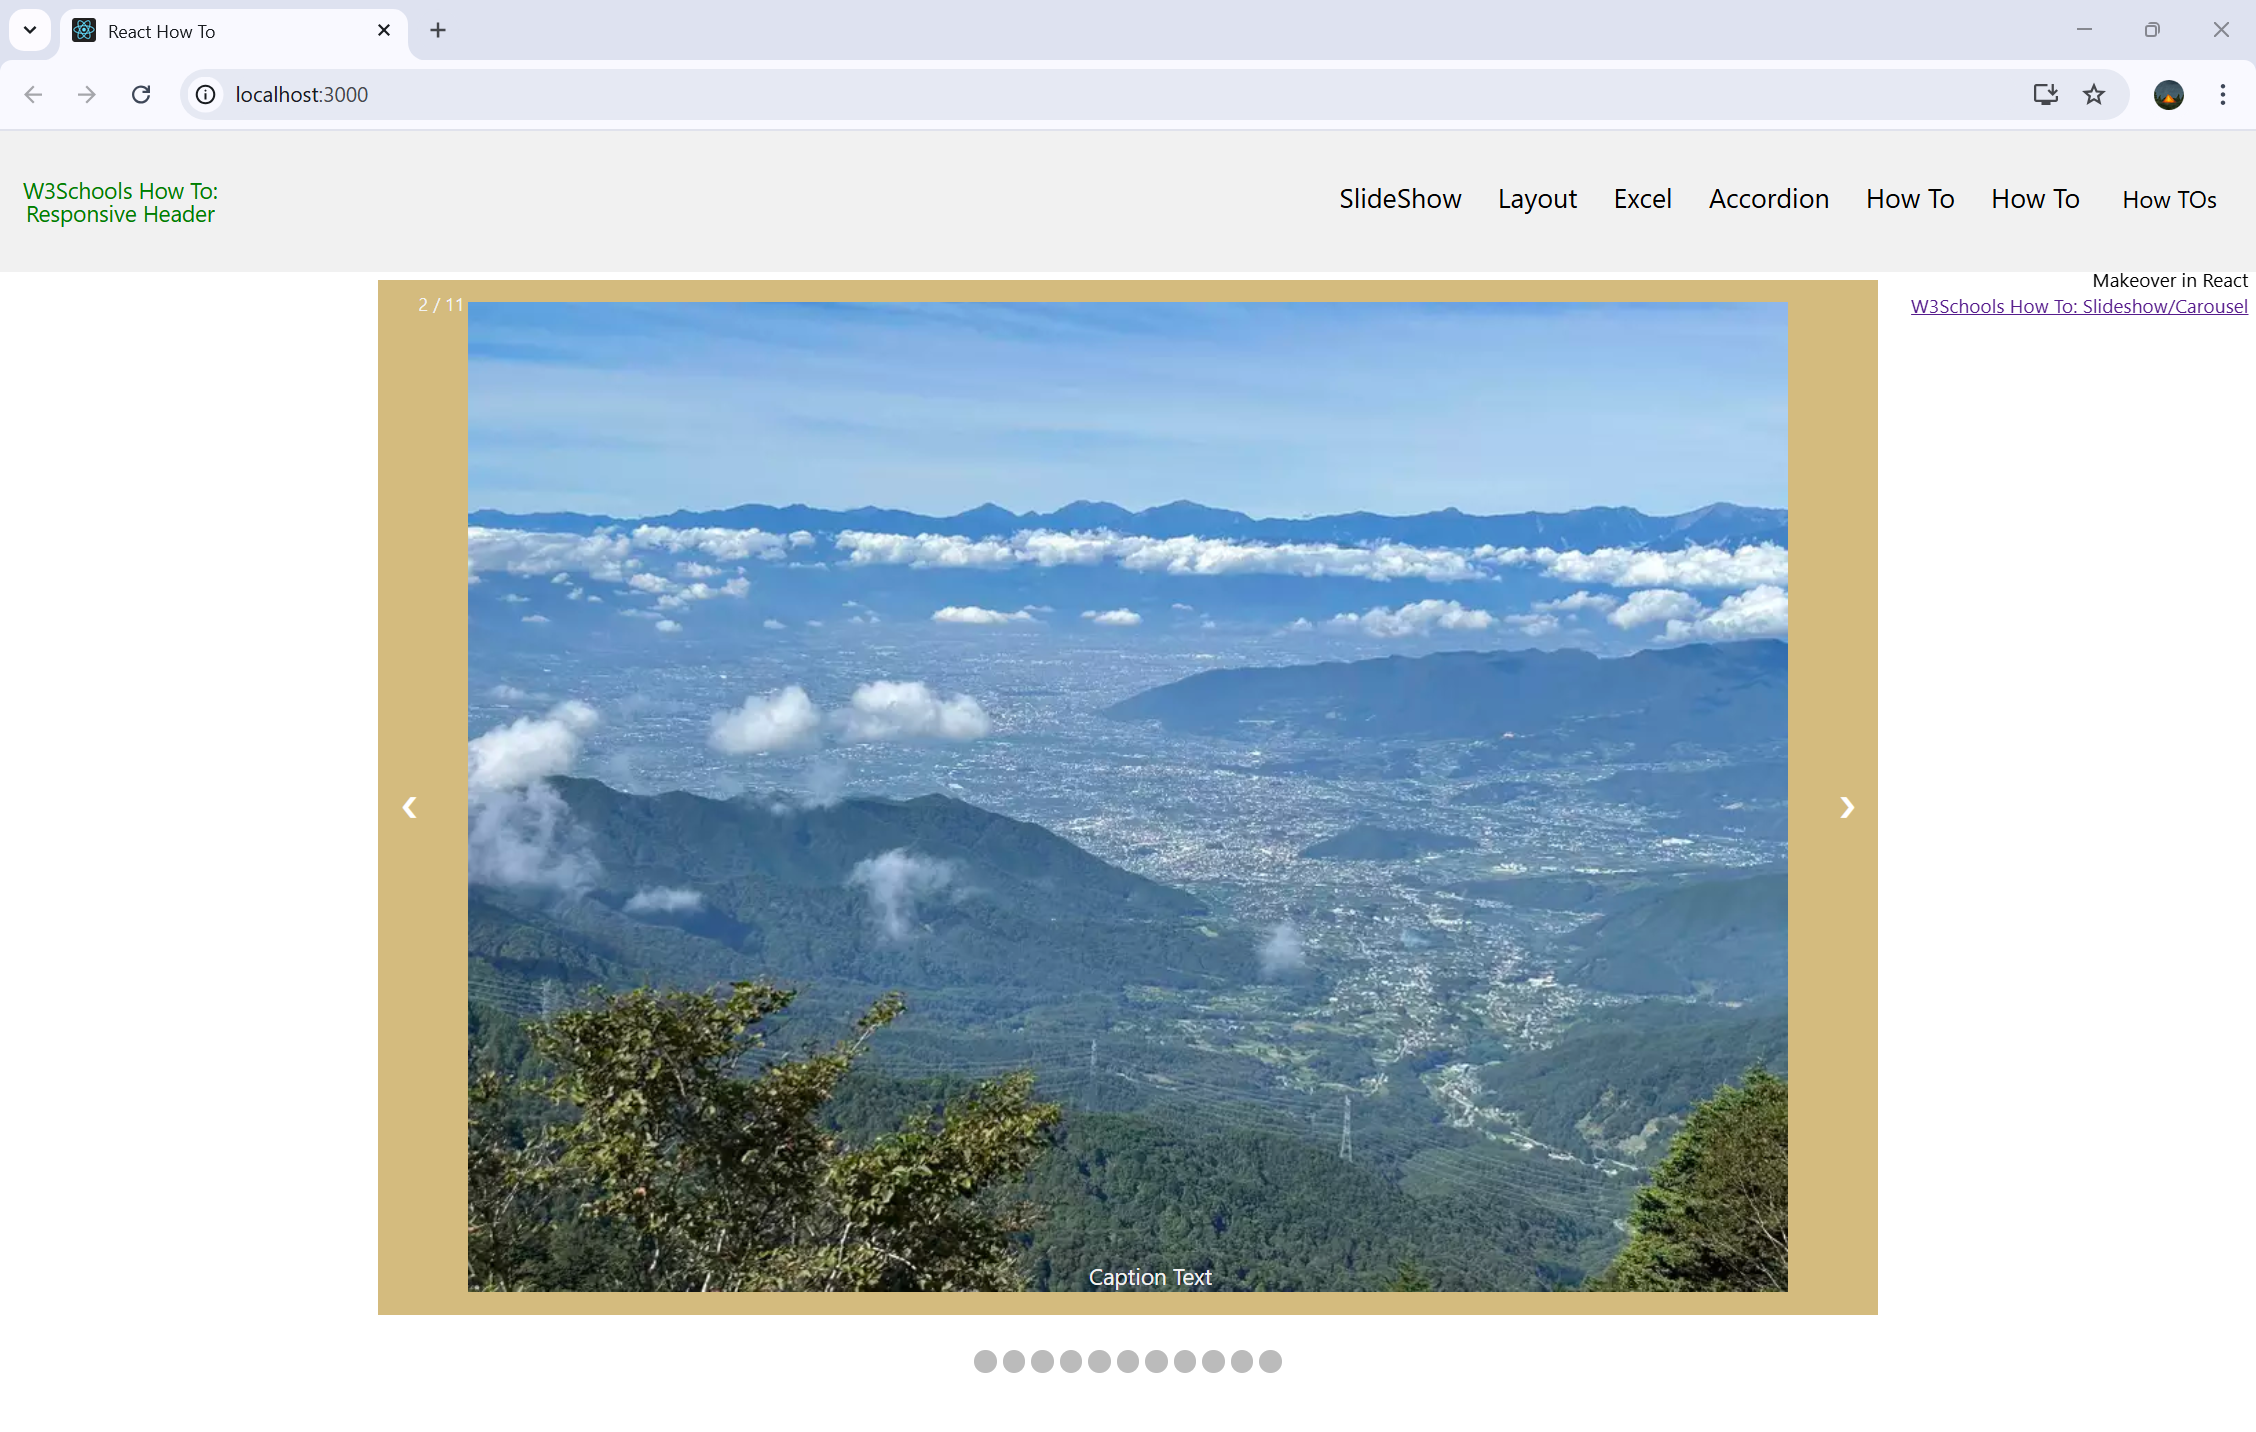 React How To
localhost:3000
W3Schools How To:
Responsive Header
SlideShow Layout Excel Accordion How To How To How TOs
Makeover in React
W3Schools How To: Slideshow/Carousel
2 / 11
❮ ❯
Caption Text